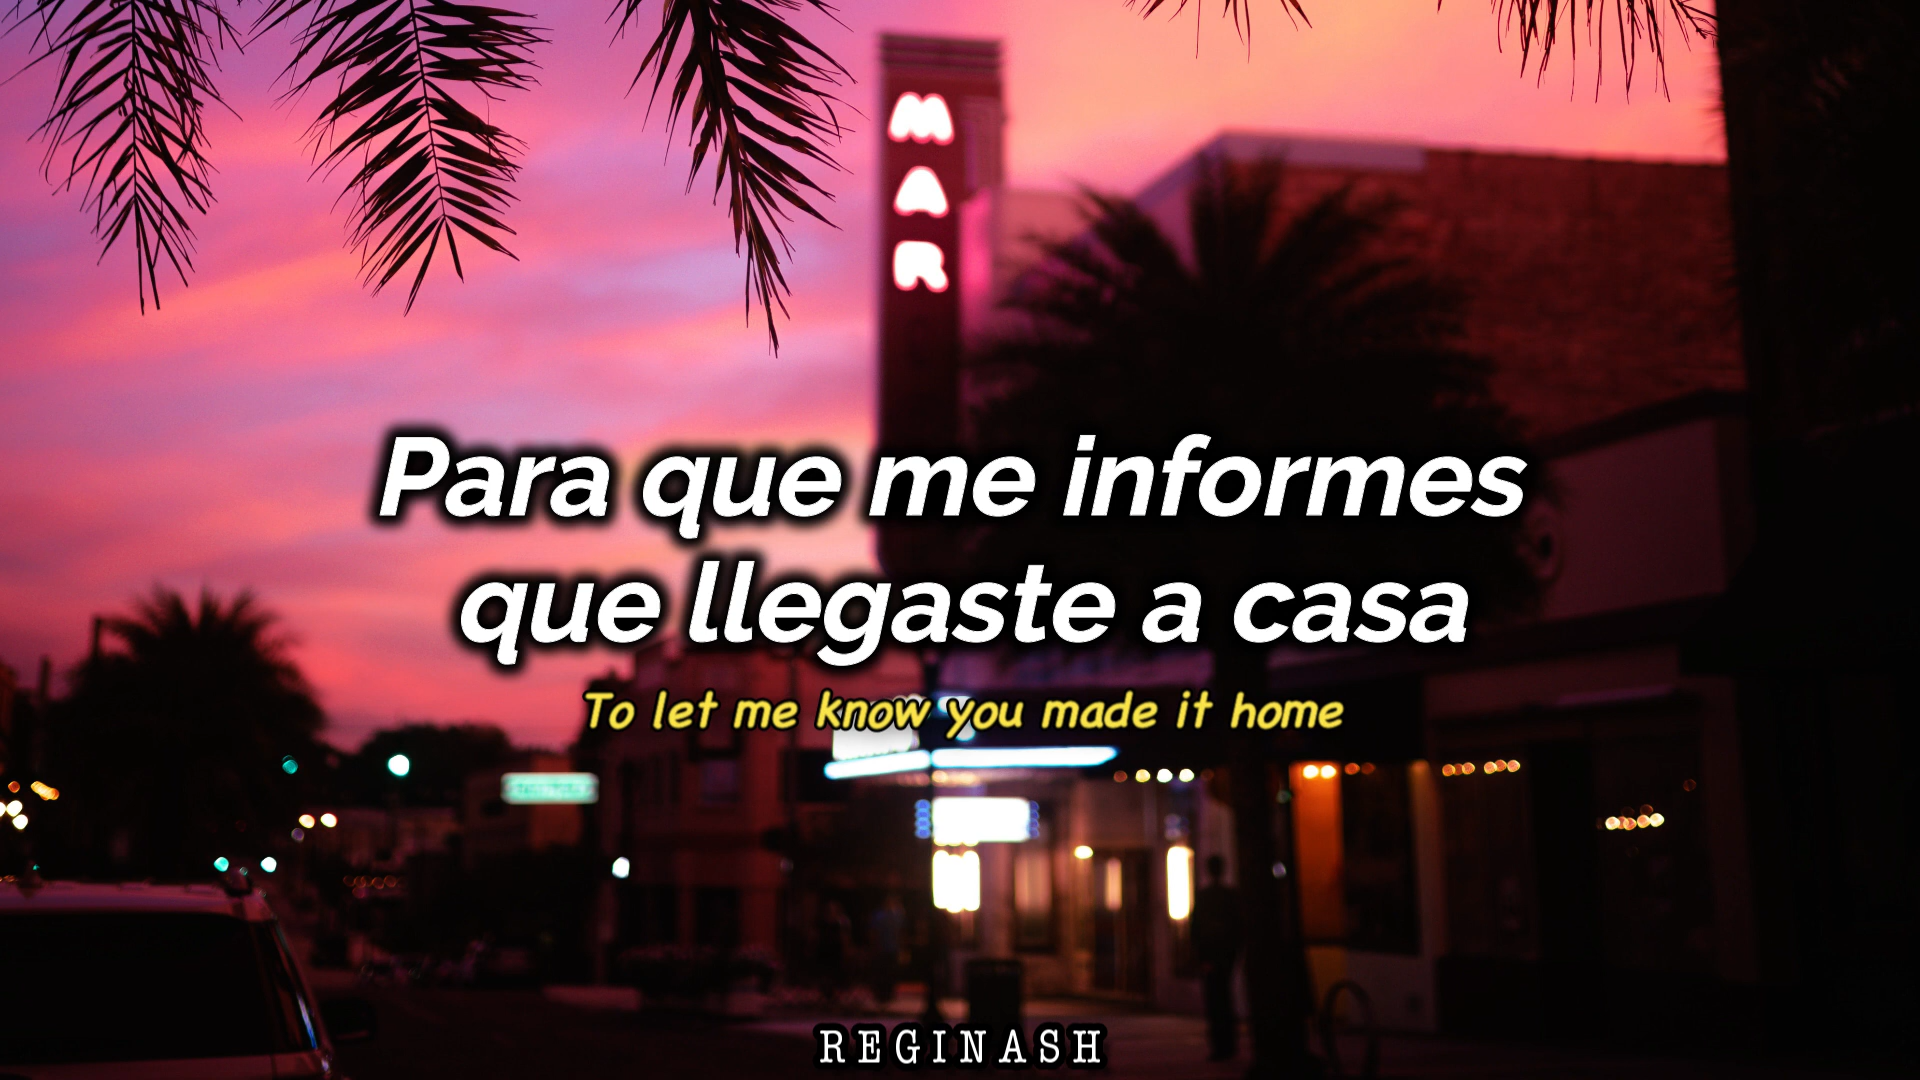 MAR
Para que me informes
que llegaste a casa
To let me know you made it home
REGINASH